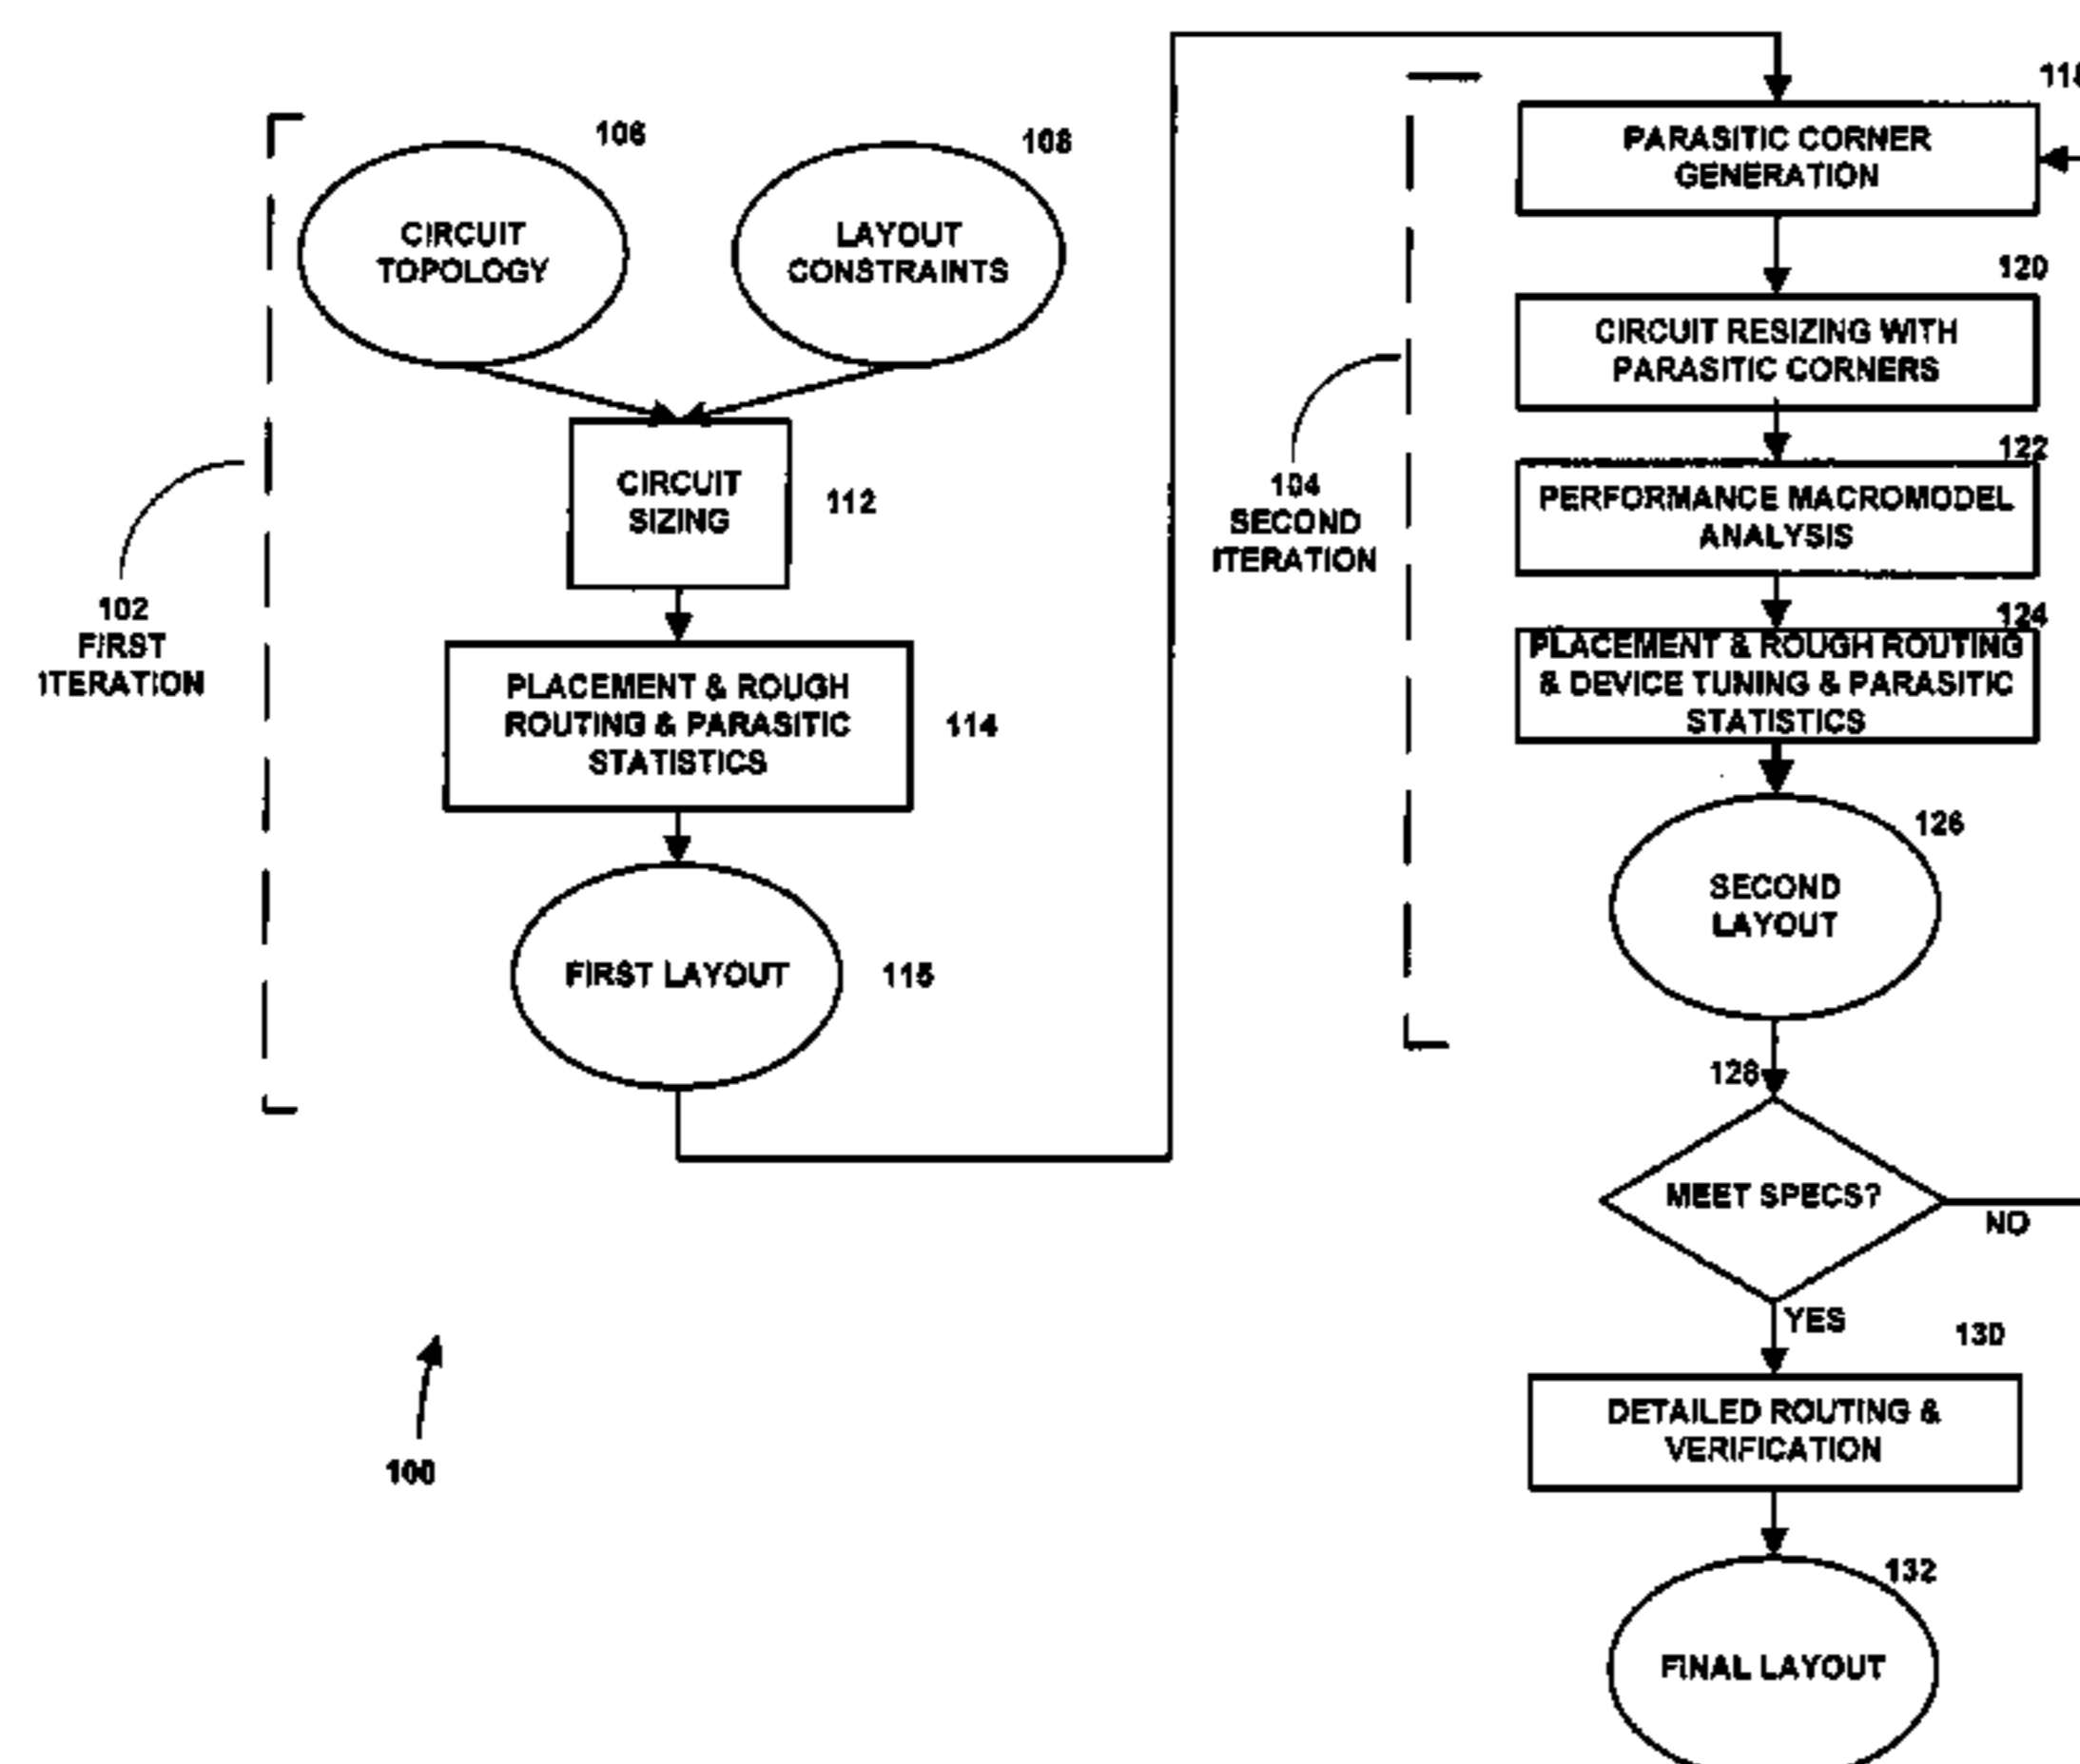 106
108
CIRCUIT
TOPOLOGY
LAYOUT
CONSTRAINTS
CIRCUIT
SIZING
112
102
FIRST
ITERATION
PLACEMENT & ROUGH
ROUTING & PARASITIC
STATISTICS
114
FIRST LAYOUT
115
100
PARASITIC CORNER
GENERATION
120
CIRCUIT RESIZING WITH
PARASITIC CORNERS
104
SECOND
ITERATION
122
PERFORMANCE MACROMODEL
ANALYSIS
124
PLACEMENT & ROUGH ROUTING
& DEVICE TUNING & PARASITIC
STATISTICS
126
SECOND
LAYOUT
128
MEET SPECS?
NO
YES
130
DETAILED ROUTING &
VERIFICATION
132
FINAL LAYOUT